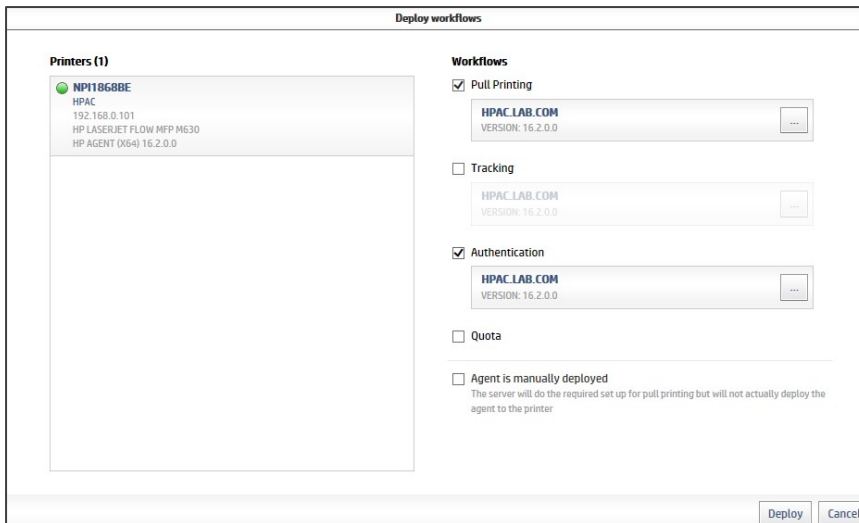 Deploy workflows
Printers (1)
NPI1868BE
HPAC
192.168.0.101
HP LASERJET FLOW MFP M630
HP AGENT (X64) 16.2.0.0
Workflows
Pull Printing
HPAC.LAB.COM
VERSION: 16.2.0.0
...
Tracking
HPAC.LAB.COM
VERSION: 16.2.0.0
...
Authentication
HPAC.LAB.COM
VERSION: 16.2.0.0
...
Quota
Agent is manually deployed
The server will do the required set up for pull printing but will not actually deploy the
agent to the printer
Deploy
Cancel